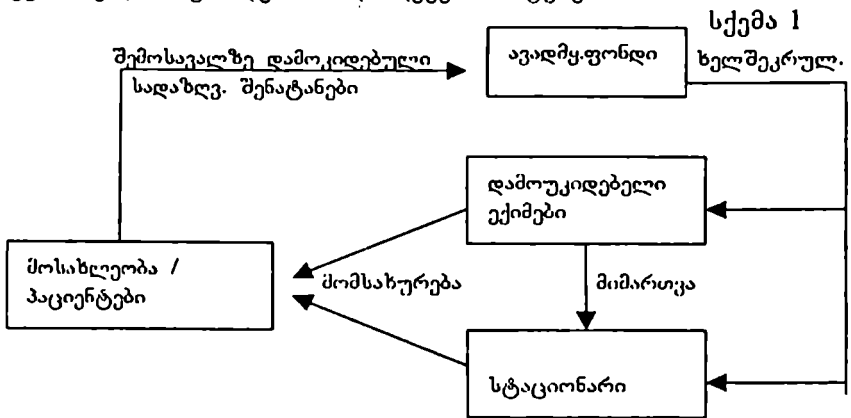 სქემა 1
შემოსავალზე დამოკიდებული
სადაზღვ. შენატანები
ავადმყ.ფონდი
ხელშეკრულ.
დამოუკიდებელი
ექიმები
მოსახლეობა /
პაციენტები
მომსახურება
მიმართვა
სტაციონარი